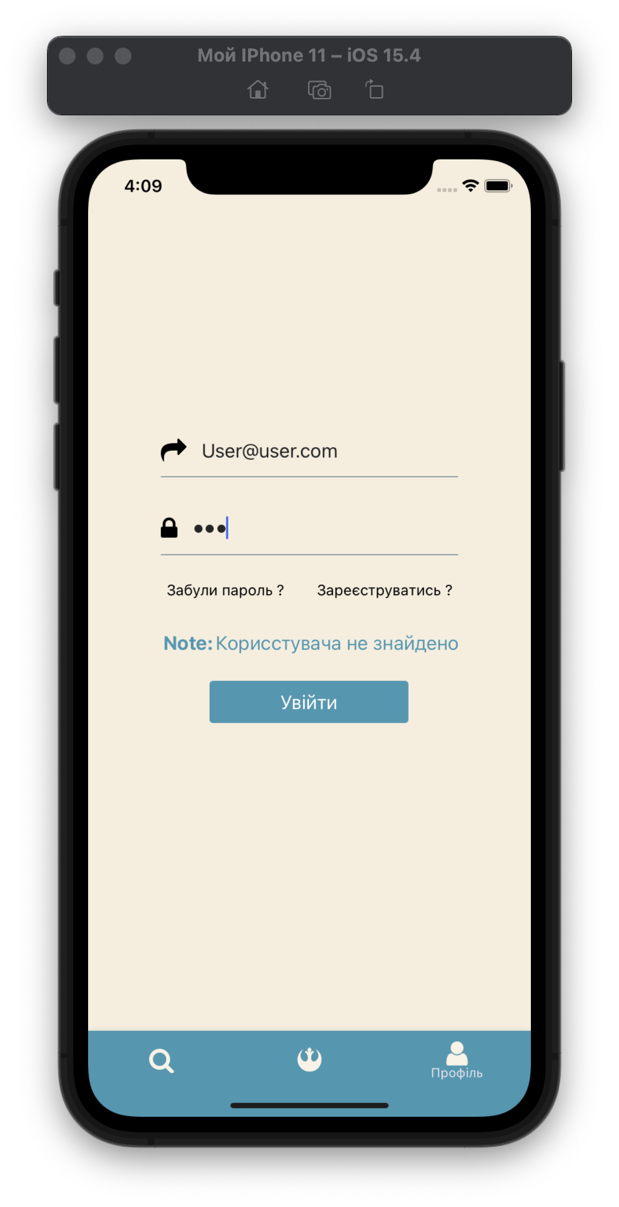 Мой IPhone 11 – iOS 15.4
4:09
User@user.com
•••
Забули пароль ? Зареєструватись ?
Note: Користсувача не знайдено
Увійти
Профіль